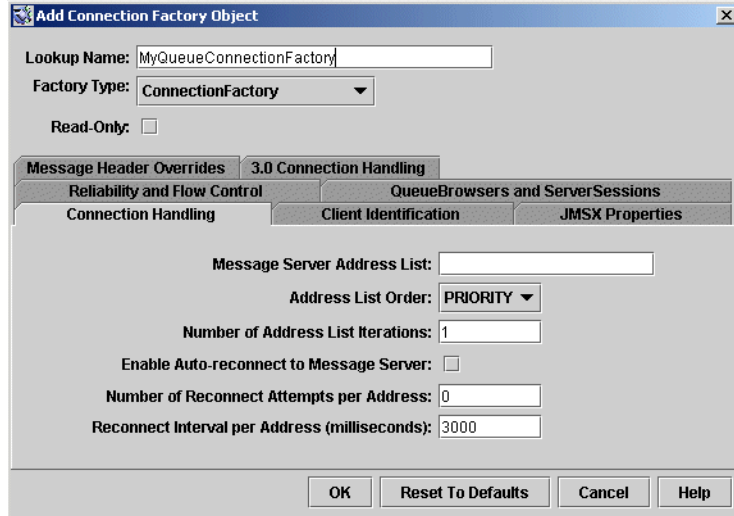 Add Connection Factory Object
Lookup Name: MyQueueConnectionFactory
Factory Type: ConnectionFactory
Read-Only:
Message Header Overrides 3.0 Connection Handling
Reliability and Flow Control QueueBrowsers and ServerSessions
Connection Handling Client Identification JMSX Properties
Message Server Address List:
Address List Order: PRIORITY
Number of Address List Iterations: 1
Enable Auto-reconnect to Message Server:
Number of Reconnect Attempts per Address: 0
Reconnect Interval per Address (milliseconds): 3000
OK Reset To Defaults Cancel Help